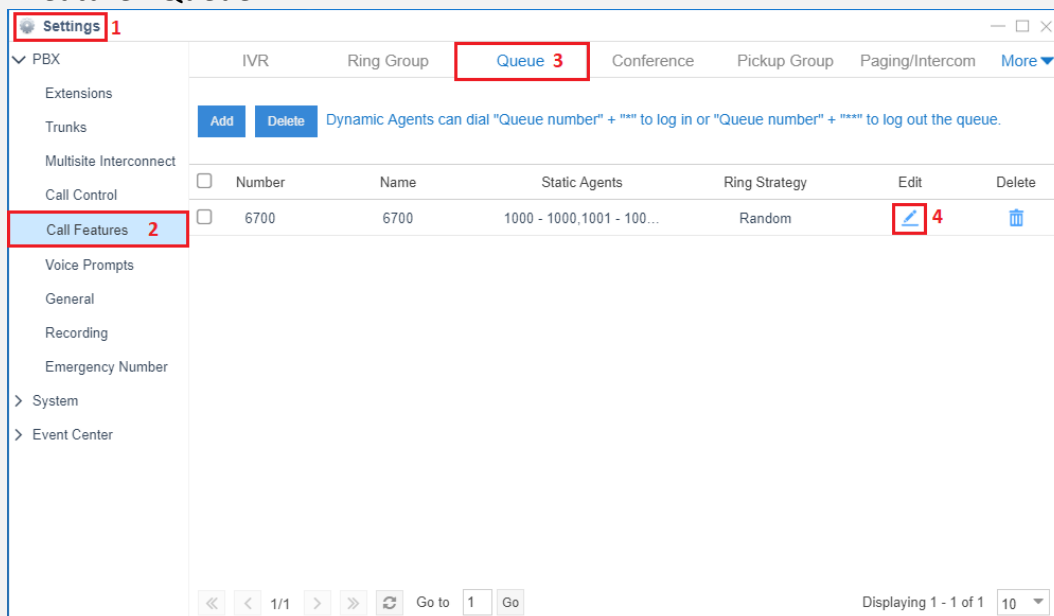 Settings 1
PBX
IVR Ring Group Queue 3 Conference Pickup Group Paging/Intercom More
Extensions
Add Delete Dynamic Agents can dial "Queue number" + "*" to log in or "Queue number" + "**" to log out the queue.
Trunks
Multisite Interconnect
Number Name Static Agents Ring Strategy Edit Delete
Call Control
6700 6700 1000 - 1000,1001 - 100... Random 4
Call Features 2
Voice Prompts
General
Recording
Emergency Number
System
Event Center
1/1 Go to 1 Go Displaying 1 - 1 of 1 10